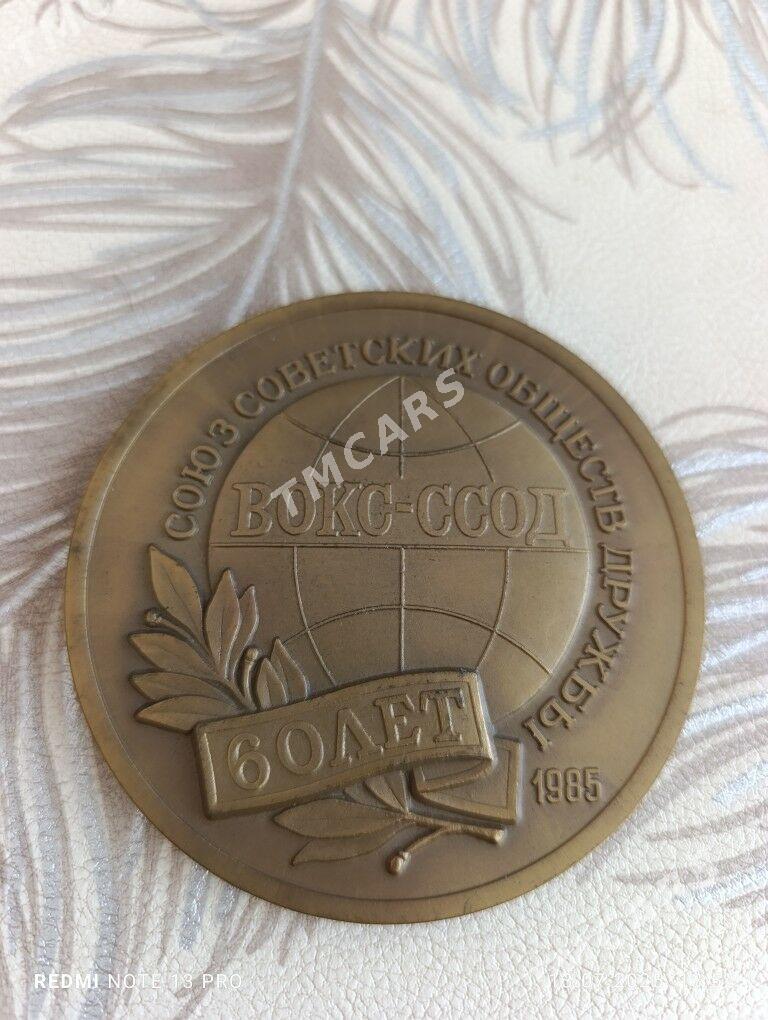 СОЮЗ СОВЕТСКИХ ОБЩЕСТВ ДРУЖБЫ
TMCARS
ВОКС-ССОД
60 ЛЕТ
1985
REDMI NOTE 13 PRO